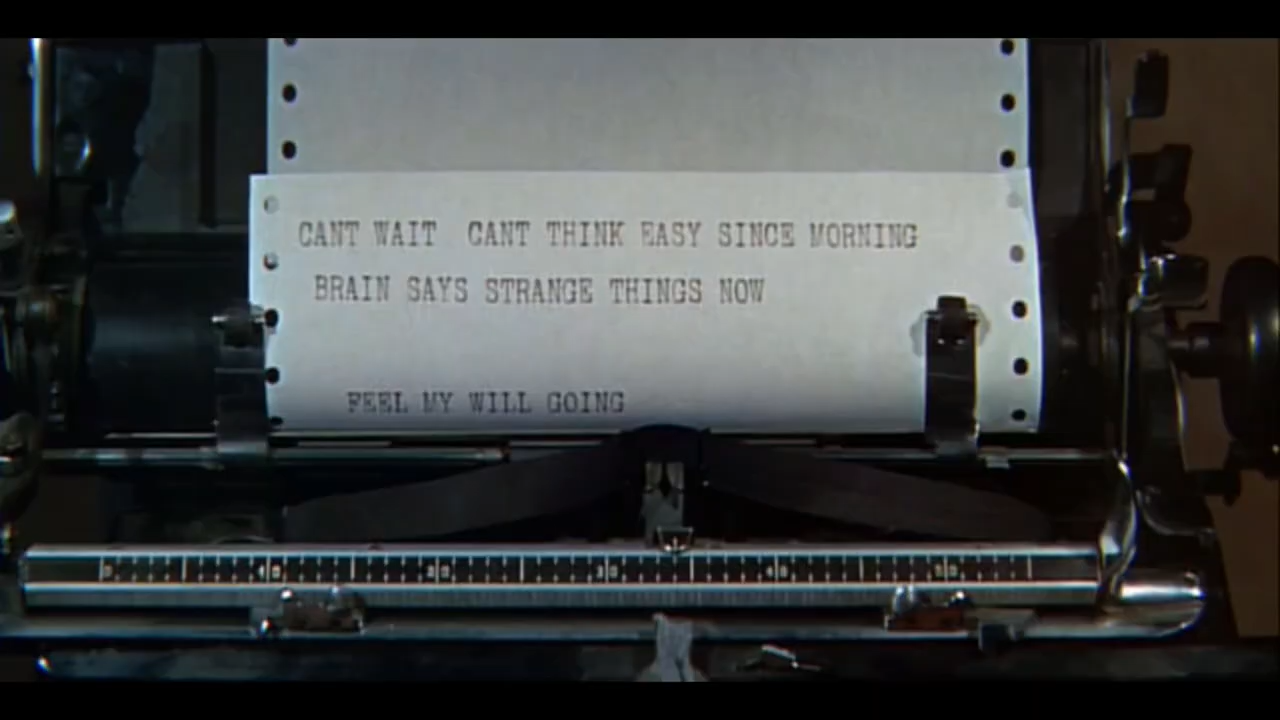 CANT WAIT  CANT THINK EASY SINCE MORNING
BRAIN SAYS STRANGE THINGS NOW
FEEL MY WILL GOING